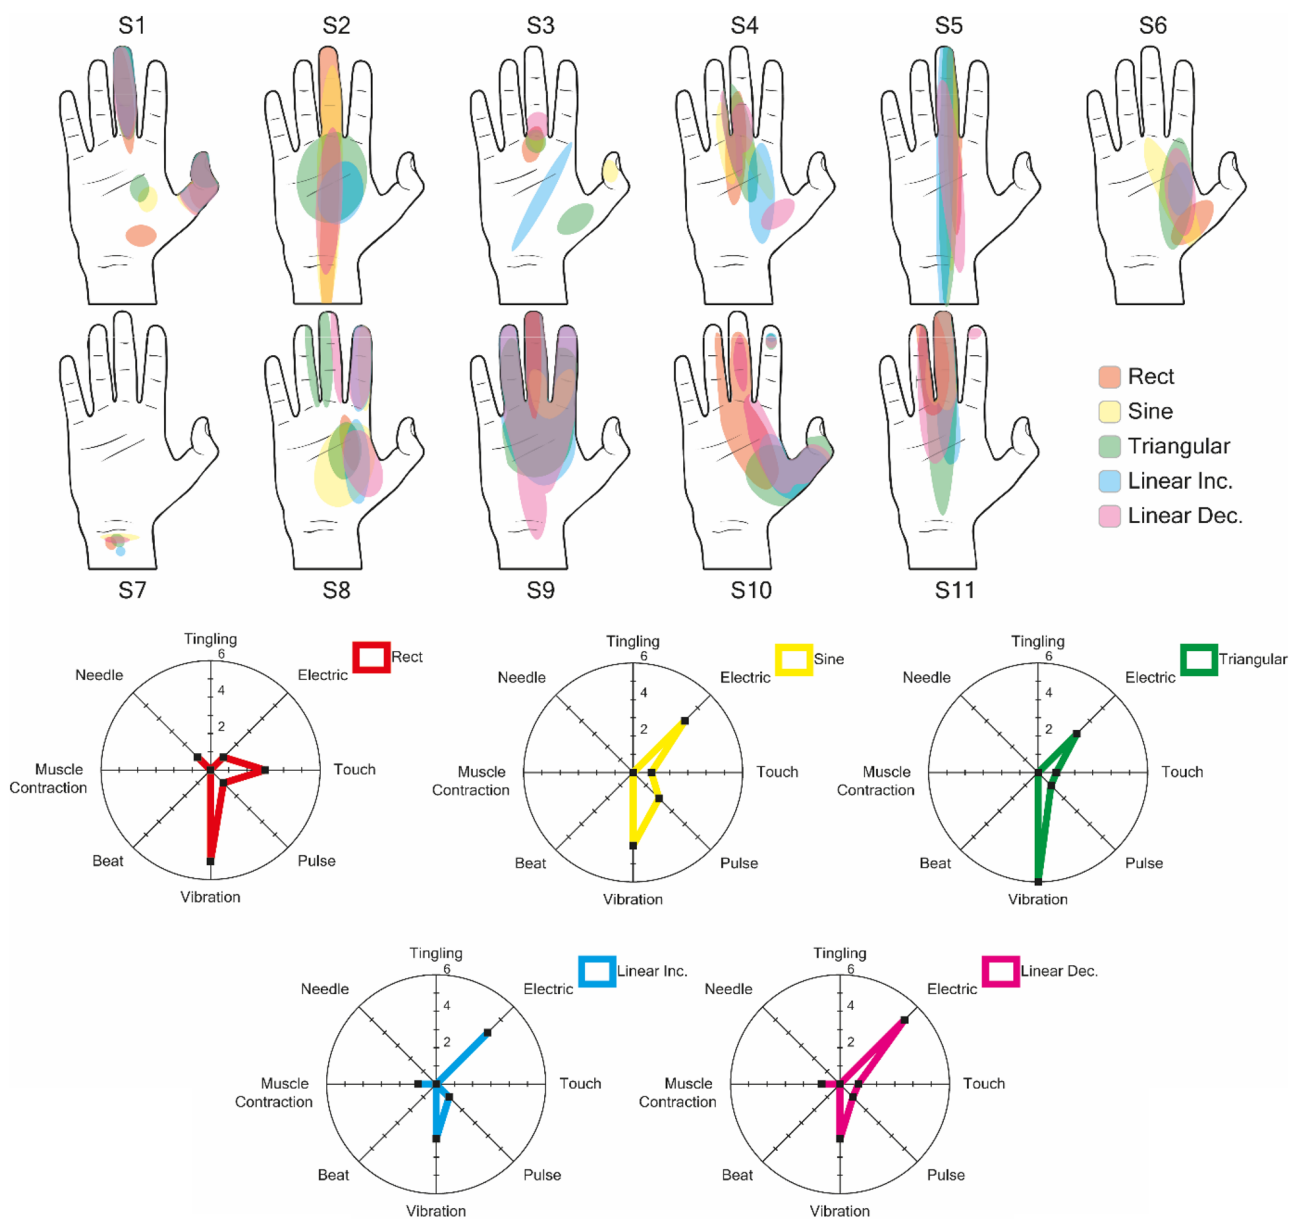 S1 S2 S3 S4 S5 S6
Rect
Sine
Triangular
Linear Inc.
Linear Dec.
S7 S8 S9 S10 S11
Tingling
6
4
2
Needle
Electric
Muscle
Contraction
Touch
Beat
Pulse
Vibration
Rect
Tingling
6
4
2
Needle
Electric
Muscle
Contraction
Touch
Beat
Pulse
Vibration
Sine
Tingling
6
4
2
Needle
Electric
Muscle
Contraction
Touch
Beat
Pulse
Vibration
Triangular
Tingling
6
4
2
Needle
Electric
Muscle
Contraction
Touch
Beat
Pulse
Vibration
Linear Inc.
Tingling
6
4
2
Needle
Electric
Muscle
Contraction
Touch
Beat
Pulse
Vibration
Linear Dec.